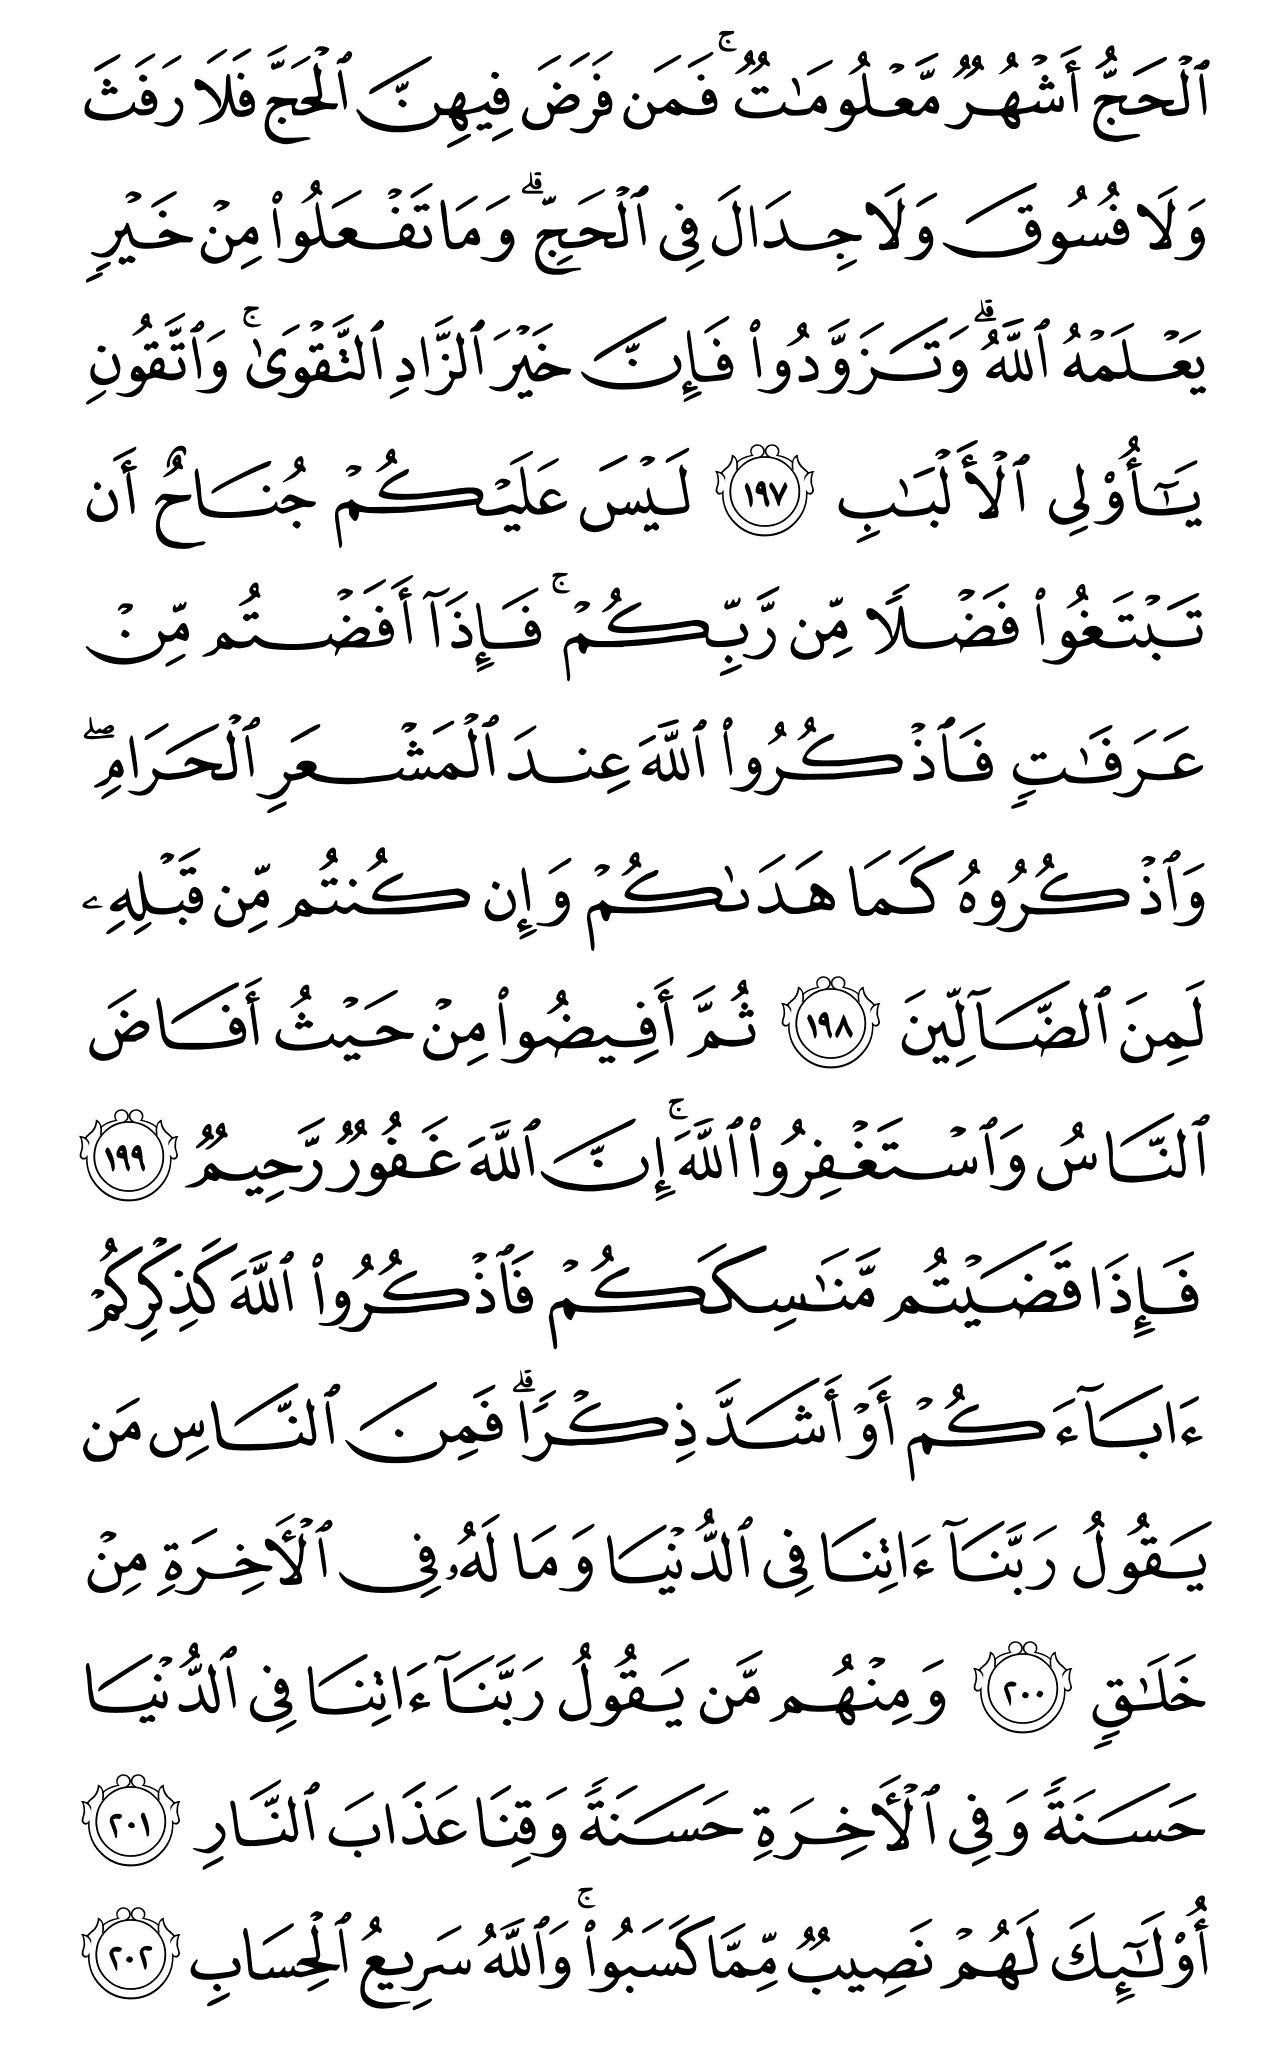 ٱلۡحَجُّ أَشۡهُرٞ مَّعۡلُومَٰتٞۚ فَمَن فَرَضَ فِيهِنَّ ٱلۡحَجَّ فَلَا رَفَثَ
وَلَا فُسُوقَ وَلَا جِدَالَ فِي ٱلۡحَجِّۗ وَمَا تَفۡعَلُواْ مِنۡ خَيۡرٖ
يَعۡلَمۡهُ ٱللَّهُۗ وَتَزَوَّدُواْ فَإِنَّ خَيۡرَ ٱلزَّادِ ٱلتَّقۡوَىٰۚ وَٱتَّقُونِ
يَٰٓأُوْلِي ٱلۡأَلۡبَٰبِ ١٩٧ لَيۡسَ عَلَيۡكُمۡ جُنَاحٌ أَن
تَبۡتَغُواْ فَضۡلٗا مِّن رَّبِّكُمۡۚ فَإِذَآ أَفَضۡتُم مِّنۡ
عَرَفَٰتٖ فَٱذۡكُرُواْ ٱللَّهَ عِندَ ٱلۡمَشۡعَرِ ٱلۡحَرَامِۖ
وَٱذۡكُرُوهُ كَمَا هَدَىٰكُمۡ وَإِن كُنتُم مِّن قَبۡلِهِۦ
لَمِنَ ٱلضَّآلِّينَ ١٩٨ ثُمَّ أَفِيضُواْ مِنۡ حَيۡثُ أَفَاضَ
ٱلنَّاسُ وَٱسۡتَغۡفِرُواْ ٱللَّهَۚ إِنَّ ٱللَّهَ غَفُورٞ رَّحِيمٞ ١٩٩
فَإِذَا قَضَيۡتُم مَّنَٰسِكَكُمۡ فَٱذۡكُرُواْ ٱللَّهَ كَذِكۡرِكُمۡ
ءَابَآءَكُمۡ أَوۡ أَشَدَّ ذِكۡرٗاۗ فَمِنَ ٱلنَّاسِ مَن
يَقُولُ رَبَّنَآ ءَاتِنَا فِي ٱلدُّنۡيَا وَمَا لَهُۥ فِي ٱلۡأٓخِرَةِ مِنۡ
خَلَٰقٖ ٢٠٠ وَمِنۡهُم مَّن يَقُولُ رَبَّنَآ ءَاتِنَا فِي ٱلدُّنۡيَا
حَسَنَةٗ وَفِي ٱلۡأٓخِرَةِ حَسَنَةٗ وَقِنَا عَذَابَ ٱلنَّارِ ٢٠١
أُوْلَٰٓئِكَ لَهُمۡ نَصِيبٞ مِّمَّا كَسَبُواْۚ وَٱللَّهُ سَرِيعُ ٱلۡحِسَابِ ٢٠٢